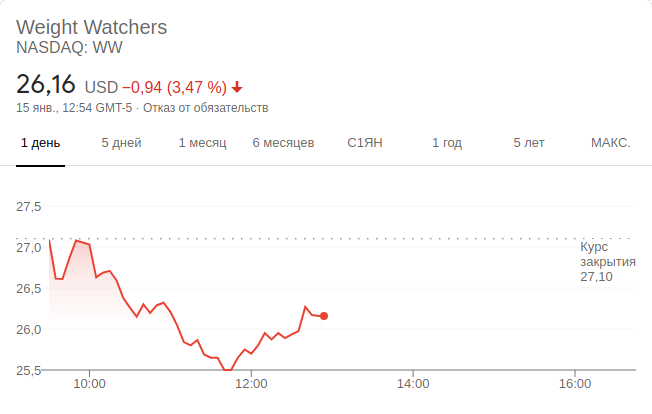 Weight Watchers
NASDAQ: WW
26,16 USD −0,94 (3,47 %)
15 янв., 12:54 GMT-5 · Отказ от обязательств
1 день 5 дней 1 месяц 6 месяцев С1ЯН 1 год 5 лет МАКС.
27,5
27,0
26,5
26,0
25,5
Курс
закрытия
27,10
10:00 12:00 14:00 16:00